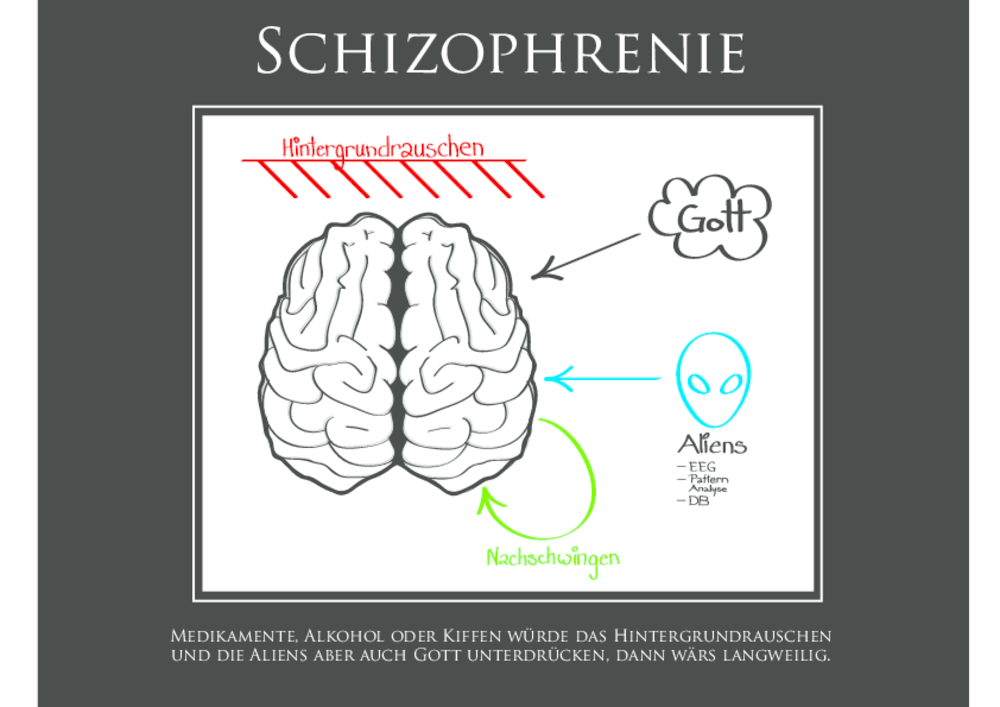 Schizophrenie
Hintergrundrauschen
Gott
Aliens
– EEG
– Pattern
Analyse
– DB
Nachschwingen
Medikamente, Alkohol oder Kiffen würde das Hintergrundrauschen
und die Aliens aber auch Gott unterdrücken, dann wärs langweilig.